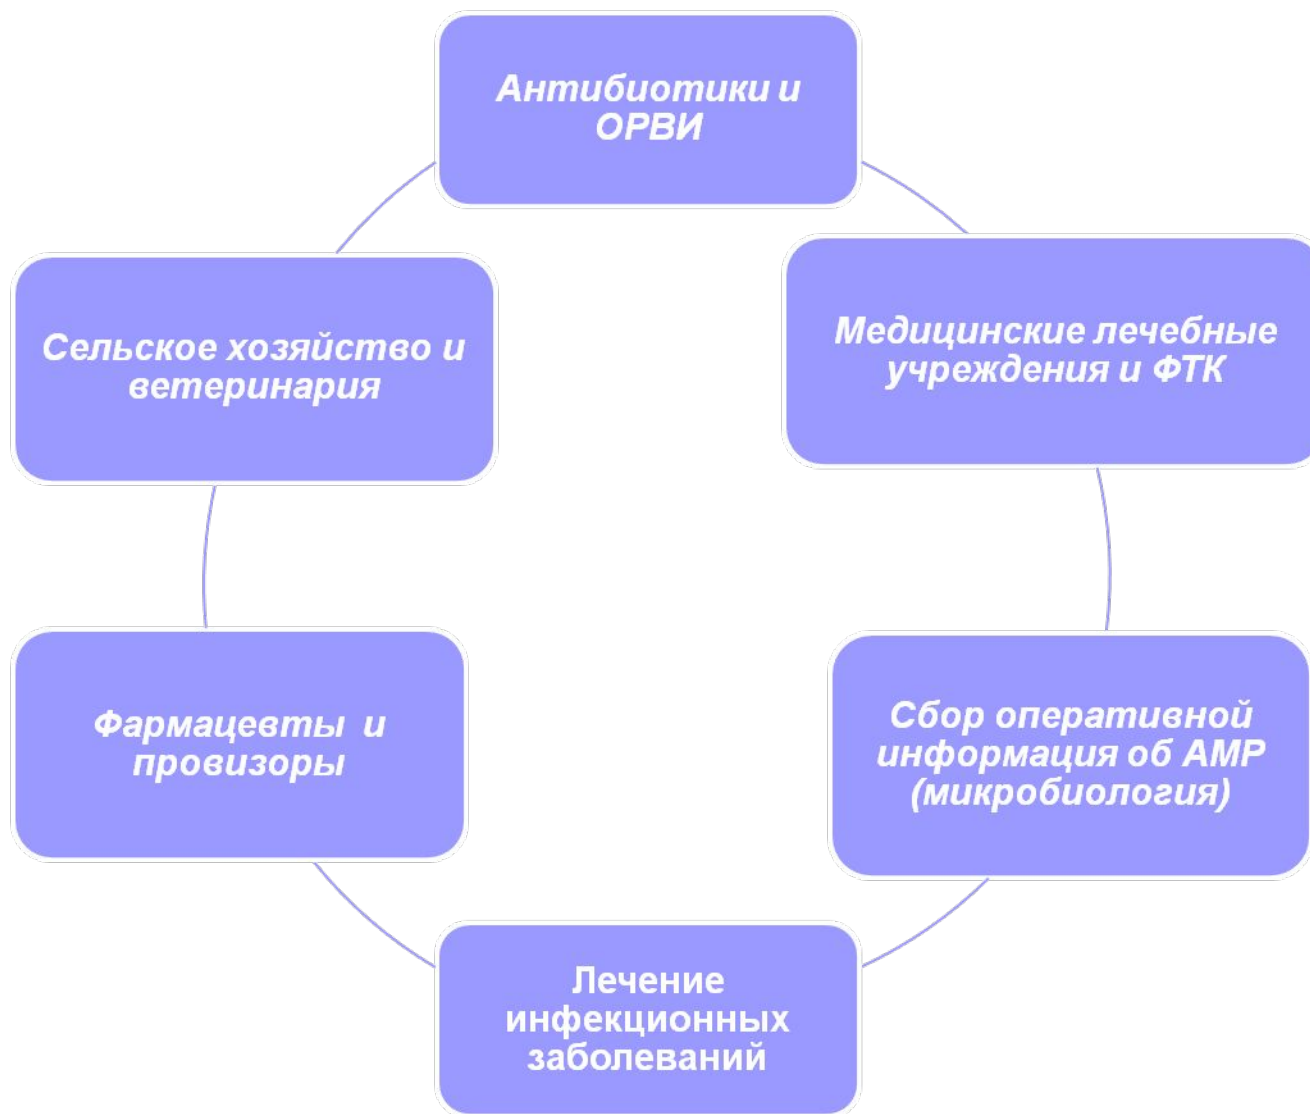 Антибиотики и
ОРВИ
Медицинские лечебные
учреждения и ФТК
Сбор оперативной
информация об АМР
(микробиология)
Лечение
инфекционных
заболеваний
Фармацевты и
провизоры
Сельское хозяйство и
ветеринария